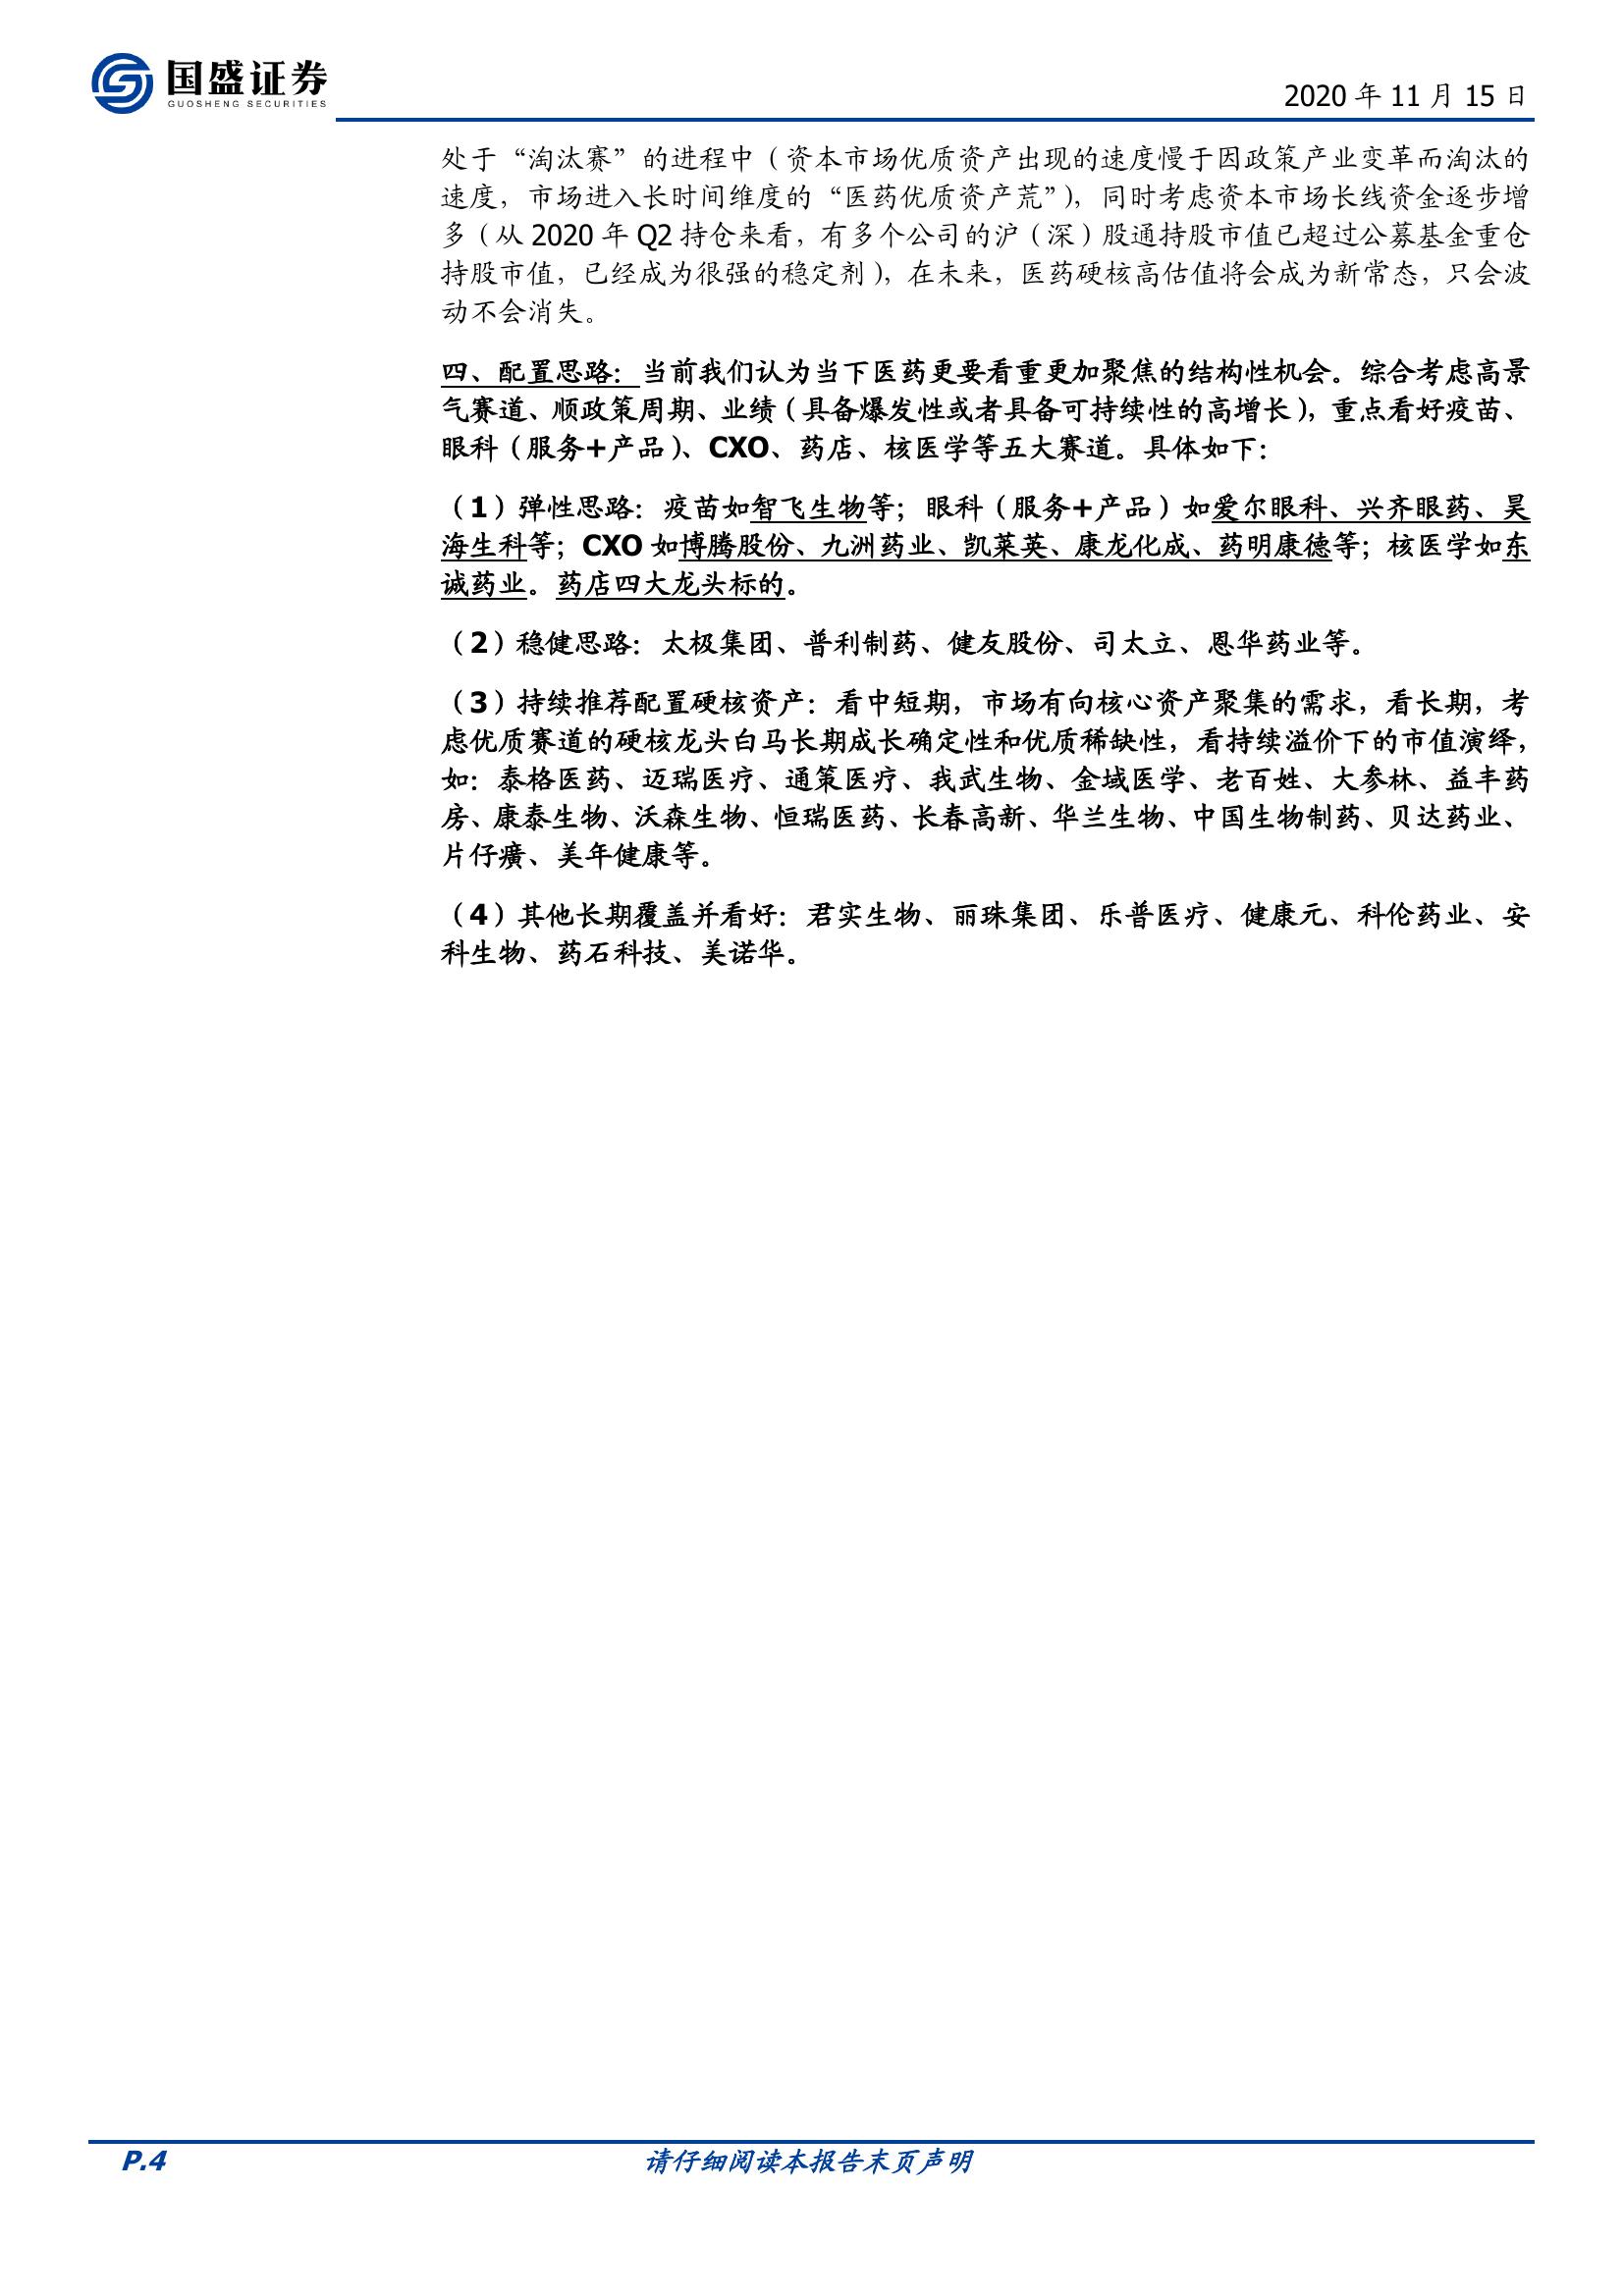 国盛证券
GUOSHENG SECURITIES
2020 年 11 月 15 日
处于“淘汰赛”的进程中（资本市场优质资产出现的速度慢于因政策产业变革而淘汰的
速度，市场进入长时间维度的“医药优质资产荒”），同时考虑资本市场长线资金逐步增
多（从 2020 年 Q2 持仓来看，有多个公司的沪（深）股通持股市值已超过公募基金重仓
持股市值，已经成为很强的稳定剂），在未来，医药硬核高估值将会成为新常态，只会波
动不会消失。
四、配置思路：当前我们认为当下医药更要看重更加聚焦的结构性机会。综合考虑高景
气赛道、顺政策周期、业绩（具备爆发性或者具备可持续性的高增长），重点看好疫苗、
眼科（服务+产品）、CXO、药店、核医学等五大赛道。具体如下：
（1）弹性思路：疫苗如智飞生物等；眼科（服务+产品）如爱尔眼科、兴齐眼药、昊
海生科等；CXO 如博腾股份、九洲药业、凯莱英、康龙化成、药明康德等；核医学如东
诚药业。药店四大龙头标的。
（2）稳健思路：太极集团、普利制药、健友股份、司太立、恩华药业等。
（3）持续推荐配置硬核资产：看中短期，市场有向核心资产聚集的需求，看长期，考
虑优质赛道的硬核龙头白马长期成长确定性和优质稀缺性，看持续溢价下的市值演绎，
如：泰格医药、迈瑞医疗、通策医疗、我武生物、金域医学、老百姓、大参林、益丰药
房、康泰生物、沃森生物、恒瑞医药、长春高新、华兰生物、中国生物制药、贝达药业、
片仔癀、美年健康等。
（4）其他长期覆盖并看好：君实生物、丽珠集团、乐普医疗、健康元、科伦药业、安
科生物、药石科技、美诺华。
P.4
请仔细阅读本报告末页声明